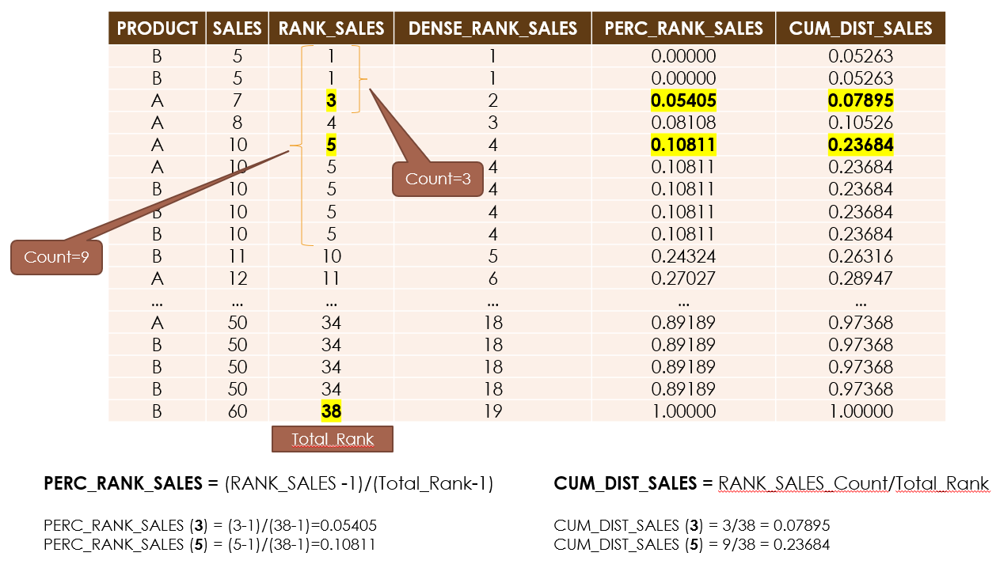 PRODUCT SALES RANK_SALES DENSE_RANK_SALES PERC_RANK_SALES CUM_DIST_SALES
B 5 1 1 0.00000 0.05263
B 5 1 1 0.00000 0.05263
A 7 3 2 0.05405 0.07895
A 8 4 3 0.08108 0.10526
A 10 5 4 0.10811 0.23684
A 10 5 4 0.10811 0.23684
Count=3
B 10 5 4 0.10811 0.23684
B 10 5 4 0.10811 0.23684
B 10 5 4 0.10811 0.23684
Count=9
B 11 10 5 0.24324 0.26316
A 12 11 6 0.27027 0.28947
... ... ... ... ... ...
A 50 34 18 0.89189 0.97368
B 50 34 18 0.89189 0.97368
B 50 34 18 0.89189 0.97368
B 50 34 18 0.89189 0.97368
B 60 38 19 1.00000 1.00000
Total_Rank
PERC_RANK_SALES = (RANK_SALES -1)/(Total_Rank-1)
PERC_RANK_SALES (3) = (3-1)/(38-1)=0.05405
PERC_RANK_SALES (5) = (5-1)/(38-1)=0.10811
CUM_DIST_SALES = RANK_SALES_Count/Total_Rank
CUM_DIST_SALES (3) = 3/38 = 0.07895
CUM_DIST_SALES (5) = 9/38 = 0.23684